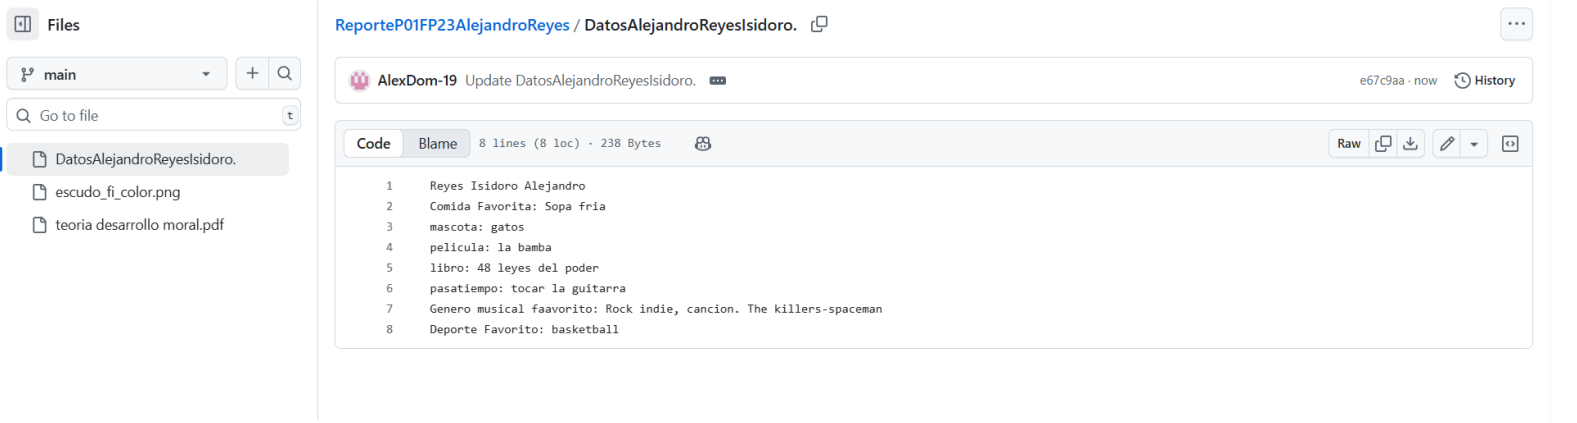 Files
main
Go to file
t
DatosAlejandroReyesIsidoro.
escudo_fi_color.png
teoria desarrollo moral.pdf
ReporteP01FP23AlejandroReyes / DatosAlejandroReyesIsidoro.
AlexDom-19 Update DatosAlejandroReyesIsidoro.
e67c9aa · now History
Code Blame 8 lines (8 loc) · 238 Bytes
Raw
1 Reyes Isidoro Alejandro
2 Comida Favorita: Sopa fria
3 mascota: gatos
4 pelicula: la bamba
5 libro: 48 leyes del poder
6 pasatiempo: tocar la guitarra
7 Genero musical faavorito: Rock indie, cancion. The killers-spaceman
8 Deporte Favorito: basketball